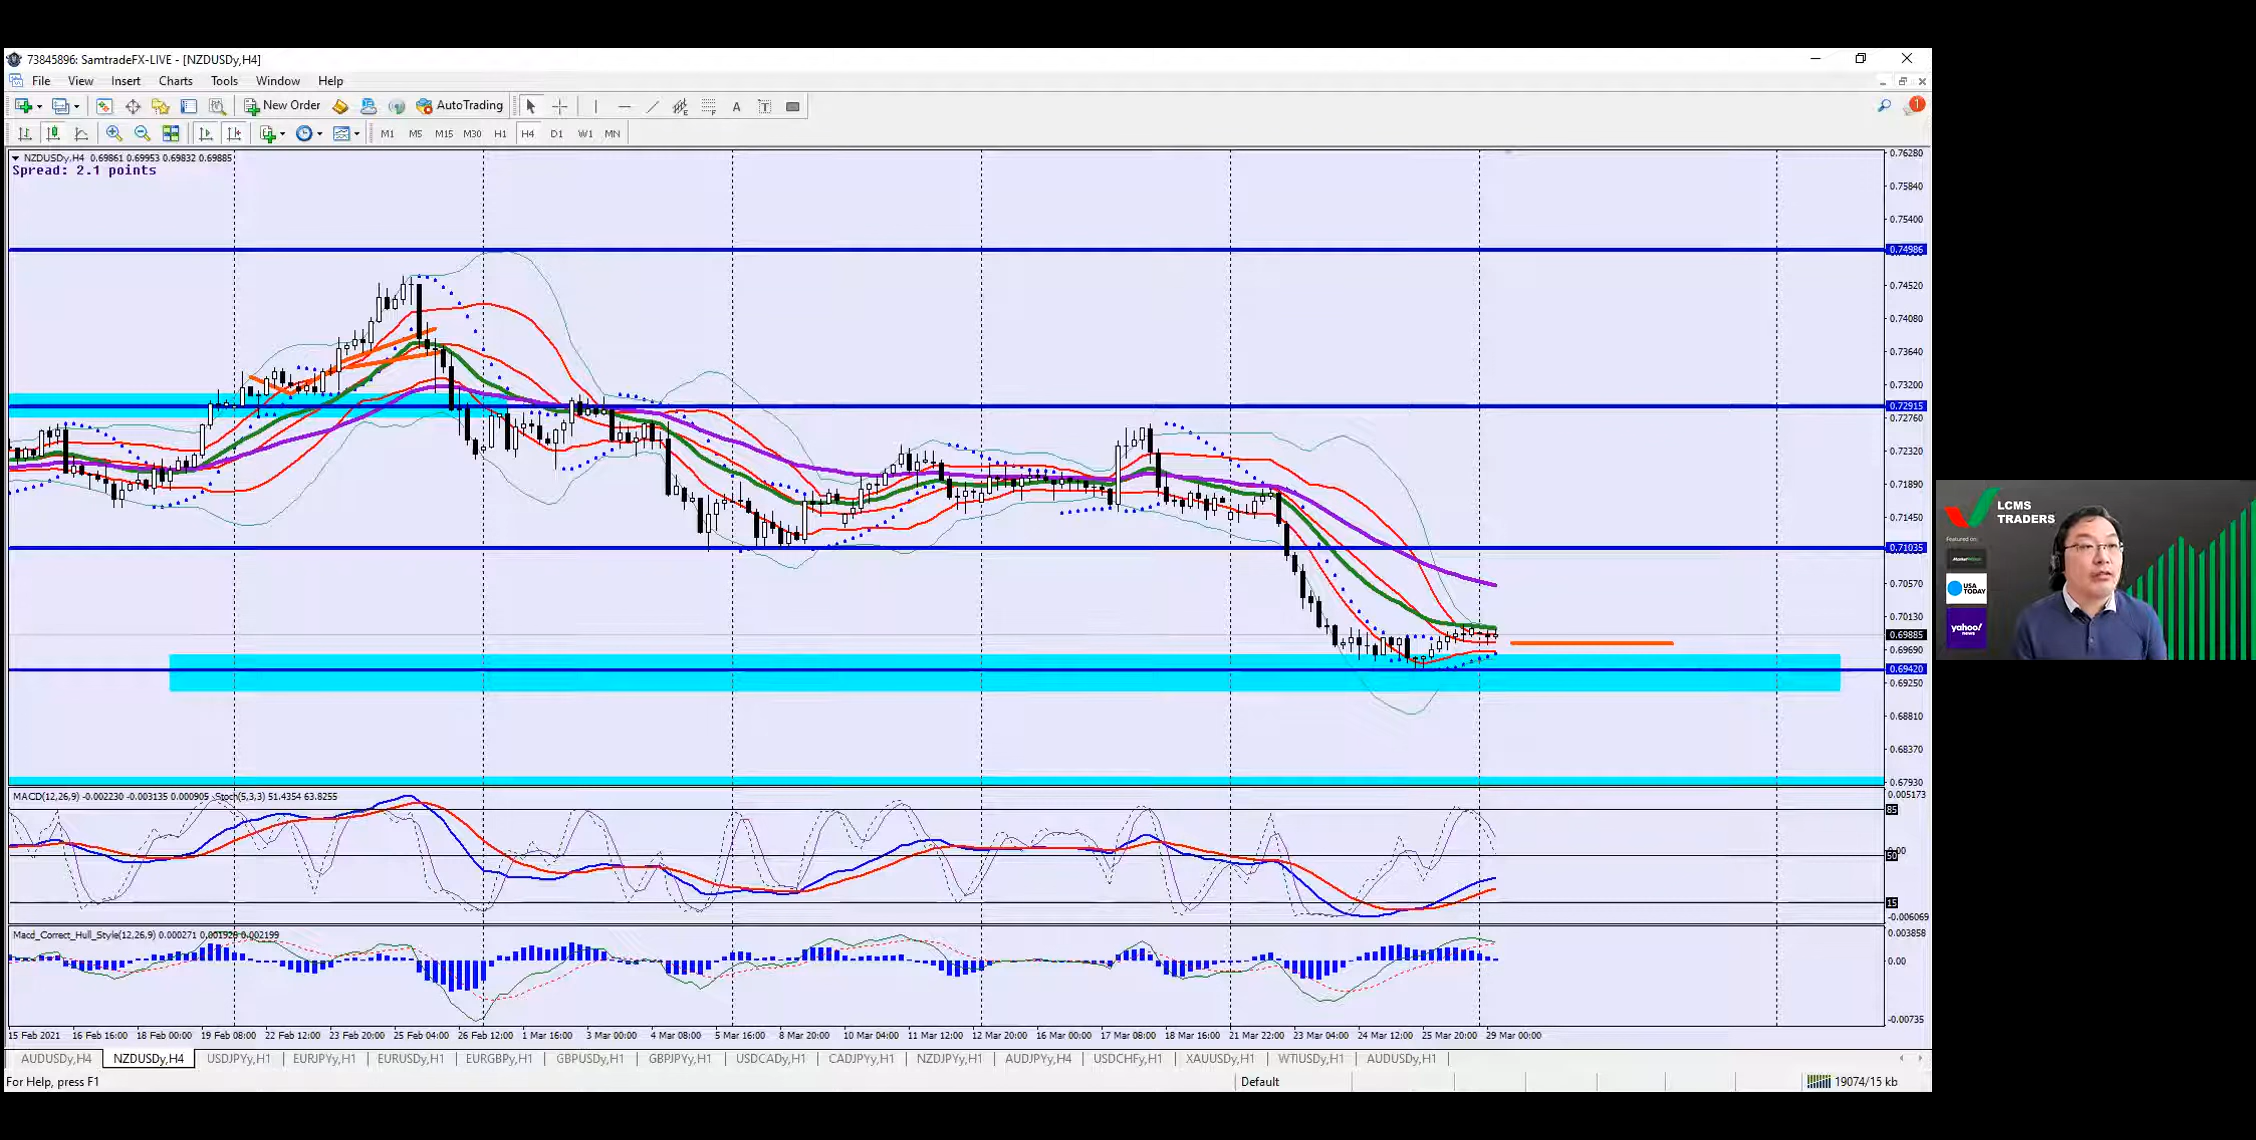 73845896: SamtradeFX-LIVE - [NZDUSDy,H4]
File View Insert Charts Tools Window Help
New Order AutoTrading A T 1
M1 M5 M15 M30 H1 H4 D1 W1 MN
NZDUSDy,H4 0.69861 0.69953 0.69832 0.69885
Spread: 2.1 points
0.76280
0.75840
0.75400
0.74986
0.74520
0.74080
0.73640
0.73200
0.72915
0.72760
0.72320
0.71890
0.71450
0.71035
0.70570
0.70130
0.69885
0.69690
0.69420
0.69250
0.68810
0.68370
0.67930
MACD(12,26,9) -0.002230 -0.003135 0.000905 Stoch(5,3,3) 51.4354 63.8255
0.005173
85
0.00
50
15
-0.006069
Macd_Correct_Hull_Style(12,26,9) 0.000271 0.001928 0.002199
0.003858
0.00
-0.00735
15 Feb 2021 16 Feb 16:00 18 Feb 00:00 19 Feb 08:00 22 Feb 12:00 23 Feb 20:00 25 Feb 04:00 26 Feb 12:00 1 Mar 16:00 3 Mar 00:00 4 Mar 08:00 5 Mar 16:00 8 Mar 20:00 10 Mar 04:00 11 Mar 12:00 12 Mar 20:00 16 Mar 00:00 17 Mar 08:00 18 Mar 16:00 21 Mar 22:00 23 Mar 04:00 24 Mar 12:00 25 Mar 20:00 29 Mar 00:00
AUDUSDy,H4 NZDUSDy,H4 USDJPYy,H1 EURJPYy,H1 EURUSDy,H1 EURGBPy,H1 GBPUSDy,H1 GBPJPYy,H1 USDCADy,H1 CADJPYy,H1 NZDJPYy,H1 AUDJPYy,H4 USDCHFy,H1 XAUUSDy,H1 WTIUSDy,H1 AUDUSDy,H1
For Help, press F1 Default 19074/15 kb
LCMS
TRADERS
Featured on:
USA
TODAY
yahoo!
news